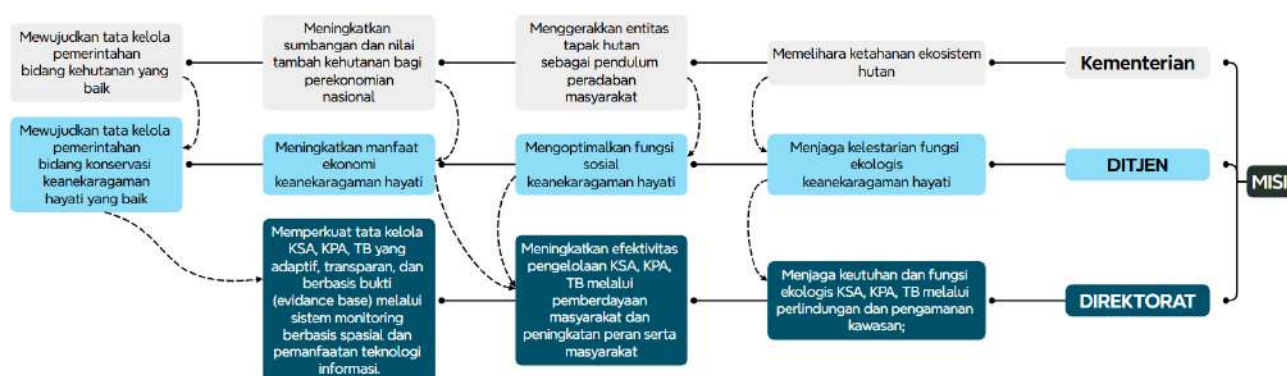 Mewujudkan tata kelola
pemerintahan
bidang kehutanan yang
baik
Meningkatkan
sumbangan dan nilai
tambah kehutanan bagi
perekonomian
nasional
Menggerakkan entitas
tapak hutan
sebagai pendulum
peradaban
masyarakat
Memelihara ketahanan ekosistem
hutan
Kementerian
Mewujudkan tata kelola
pemerintahan
bidang konservasi
keanekaragaman
hayati yang baik
Meningkatkan manfaat
ekonomi
keanekaragaman hayati
Mengoptimalkan fungsi
sosial
keanekaragaman hayati
Menjaga kelestarian fungsi
ekologis
keanekaragaman hayati
DITJEN
MISI
Memperkuat tata kelola
KSA, KPA, TB yang
adaptif, transparan, dan
berbasis bukti
(evidance base) melalui
sistem monitoring
berbasis spasial dan
pemanfaatan teknologi
informasi.
Meningkatkan efektivitas
pengelolaan KSA, KPA,
TB melalui
pemberdayaan
masyarakat dan
peningkatan peran serta
masyarakat
Menjaga keutuhan dan fungsi
ekologis KSA, KPA, TB melalui
perlindungan dan pengamanan
kawasan;
DIREKTORAT